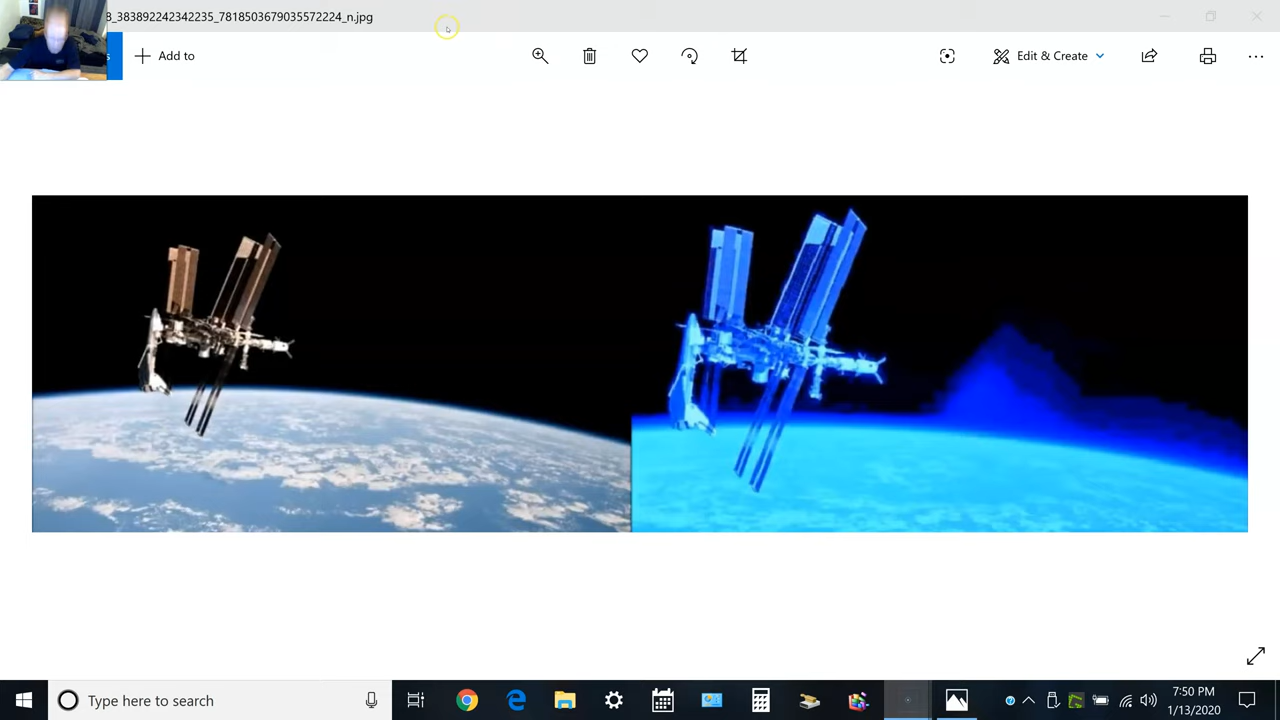 8_383892242342235_7818503679035572224_n.jpg
s
Add to
Edit & Create
Type here to search
7:50 PM
1/13/2020